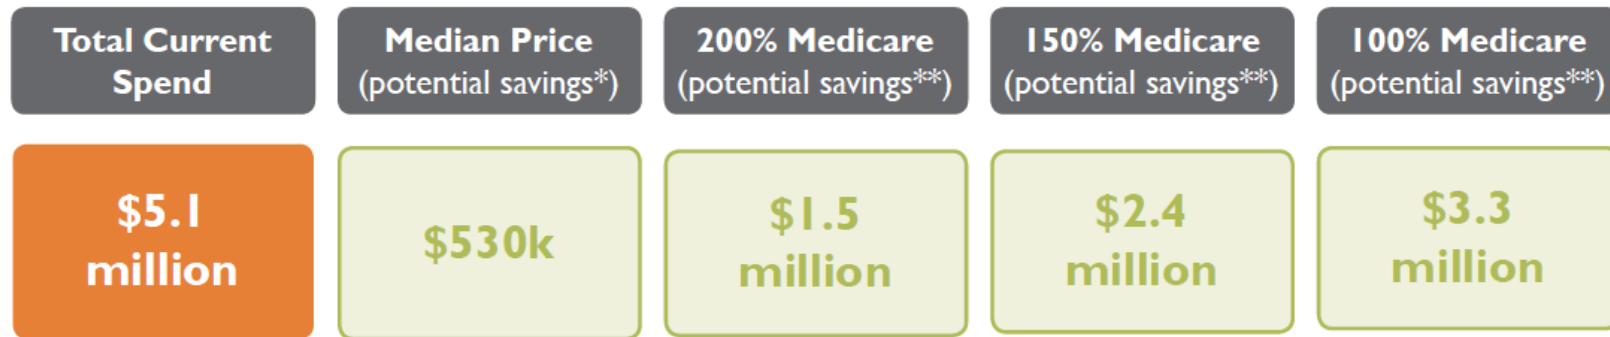 Total Current
Spend
Median Price
(potential savings*)
200% Medicare
(potential savings**)
150% Medicare
(potential savings**)
100% Medicare
(potential savings**)
$5.1
million
$530k
$1.5
million
$2.4
million
$3.3
million